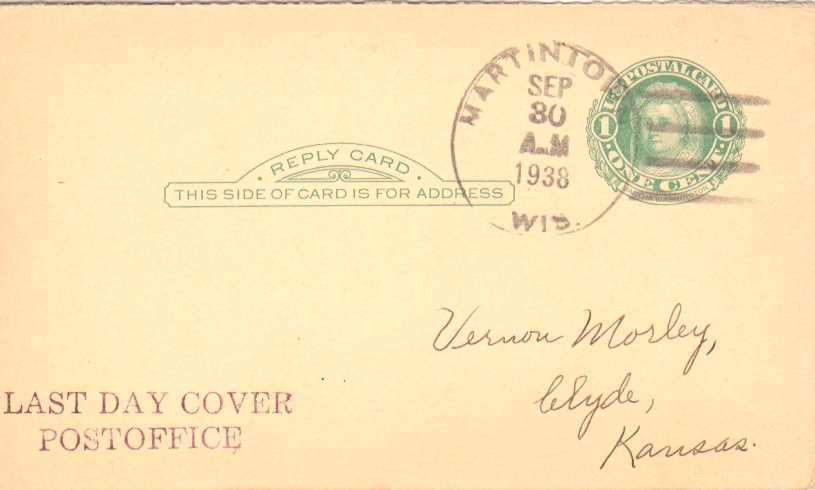 MARTINTON
SEP
30
A.M
1938
WIS.
U.S. POSTAL CARD
1 1
ONE CENT.
REPLY CARD
THIS SIDE OF CARD IS FOR ADDRESS
Vernon Morley,
Clyde,
Kansas.
LAST DAY COVER
POSTOFFICE